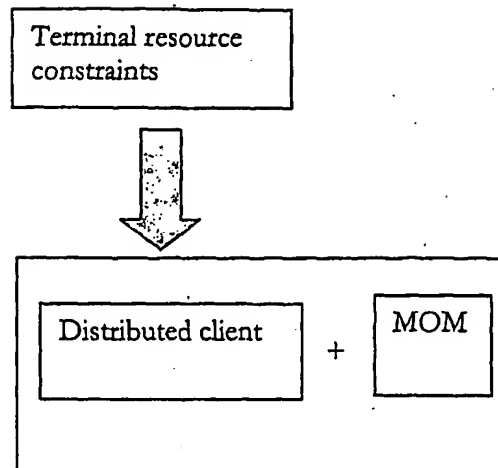 Terminal resource
constraints
Distributed client
+
MOM